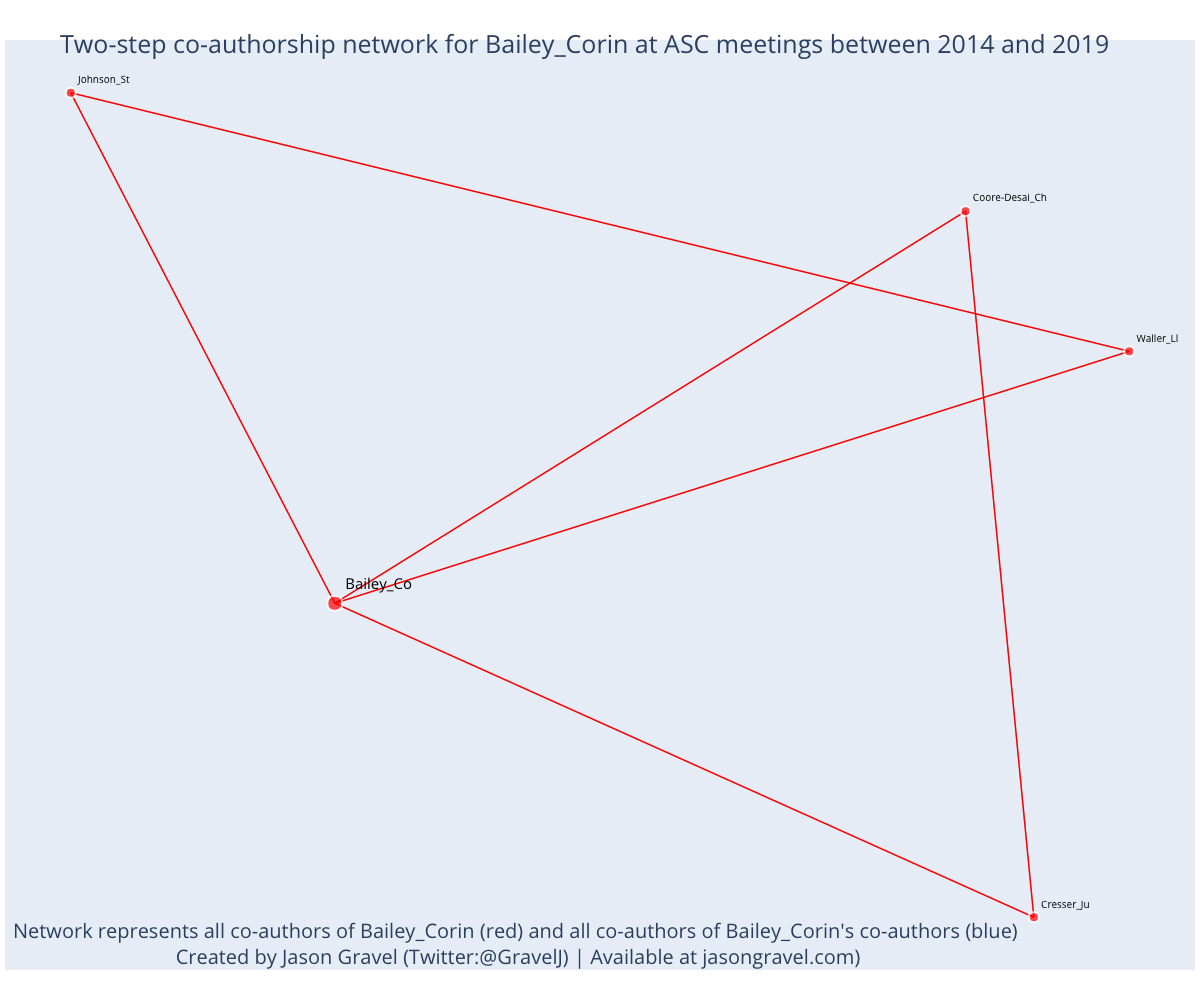 Two-step co-authorship network for Bailey_Corin at ASC meetings between 2014 and 2019
Johnson_St
Coore-Desai_Ch
Waller_Ll
Bailey_Co
Cresser_Ju
Network represents all co-authors of Bailey_Corin (red) and all co-authors of Bailey_Corin's co-authors (blue)
Created by Jason Gravel (Twitter:@GravelJ) | Available at jasongravel.com)